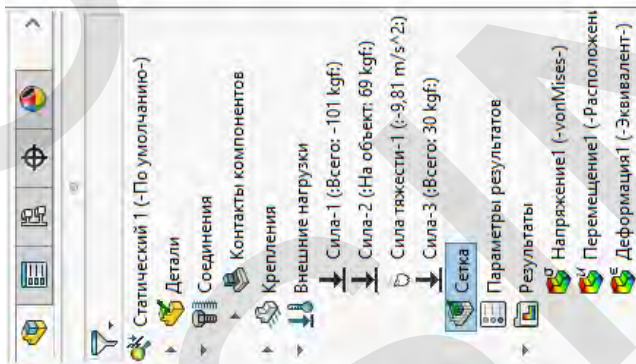 Статический 1 (-По умолчанию-)
Детали
Соединения
Контакты компонентов
Крепления
Внешние нагрузки
Сила-1 (:Всего: -101 kgf:)
Сила-2 (:На объект: 69 kgf:)
Сила тяжести-1 (:-9,81 m/s^2:)
Сила-3 (:Всего: 30 kgf:)
Сетка
Параметры результатов
Результаты
Напряжение1 (-vonMises-)
Перемещение1 (-Расположен
Деформация1 (-Эквивалент-)